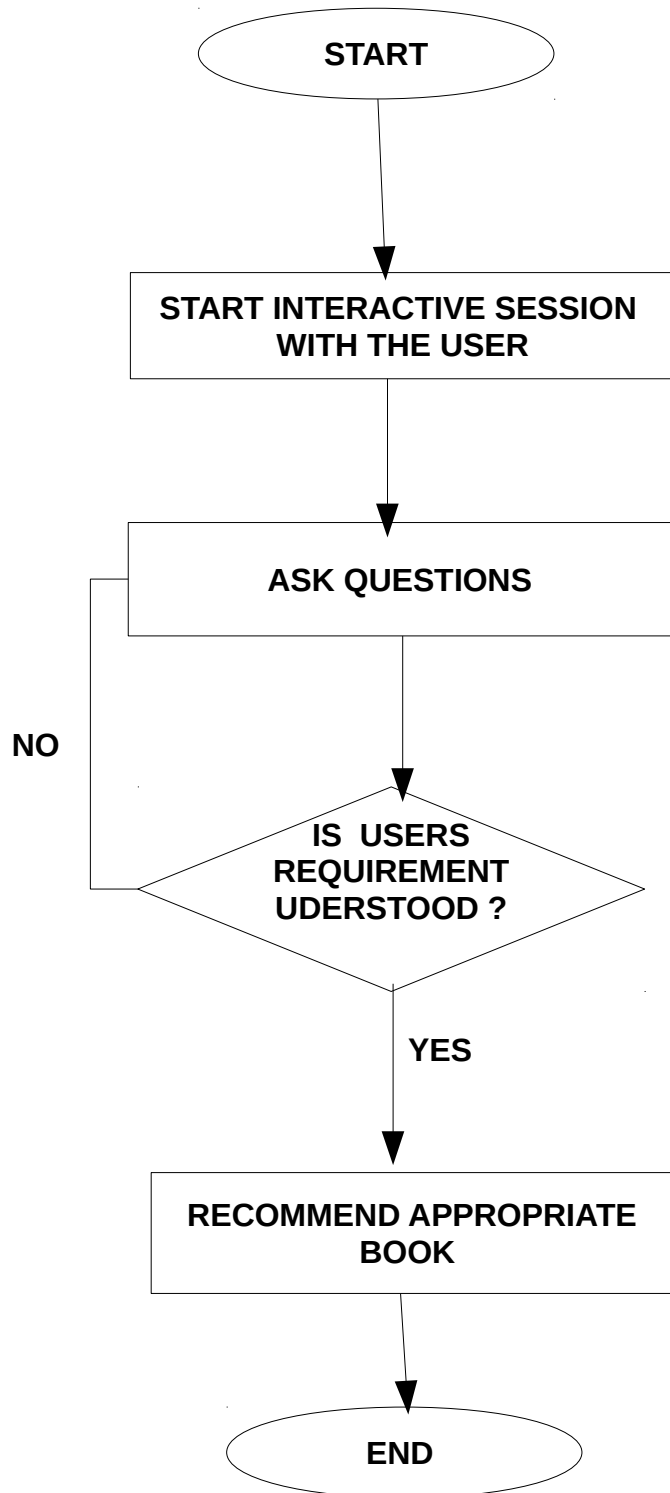 START
START INTERACTIVE SESSION
WITH THE USER
ASK QUESTIONS
NO
IS  USERS
REQUIREMENT
UDERSTOOD ?
YES
RECOMMEND APPROPRIATE
BOOK
END